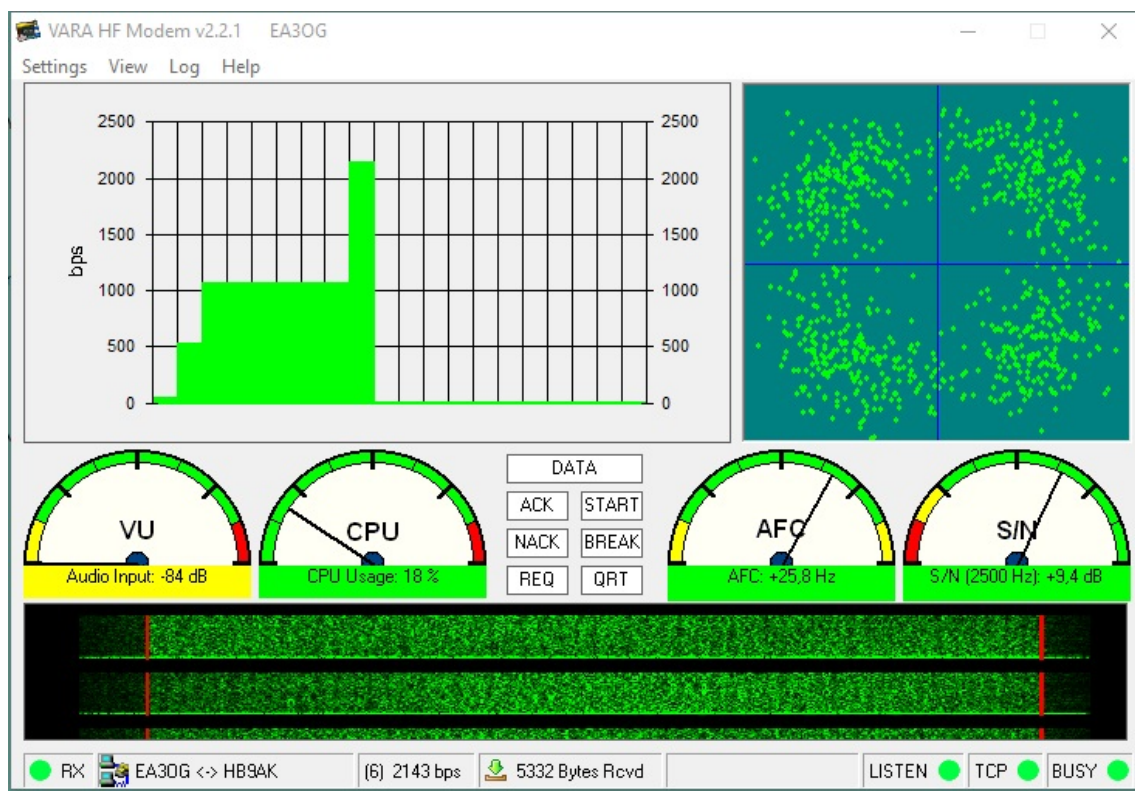 VARA HF Modem v2.2.1 EA3OG
Settings View Log Help
2500 2500
2000 2000
1500 1500
bps
1000 1000
500 500
0 0
VU
Audio Input: -84 dB
CPU
CPU Usage: 18 %
DATA
ACK START
NACK BREAK
REQ QRT
AFC
AFC: +25,8 Hz
S/N
S/N (2500 Hz): +9,4 dB
RX EA3OG <-> HB9AK (6) 2143 bps 5332 Bytes Rcvd LISTEN TCP BUSY